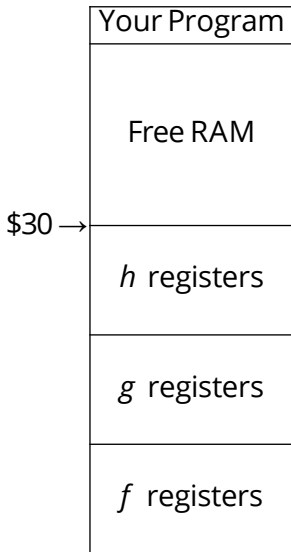 Your Program
Free RAM
$30 →
h registers
g registers
f registers